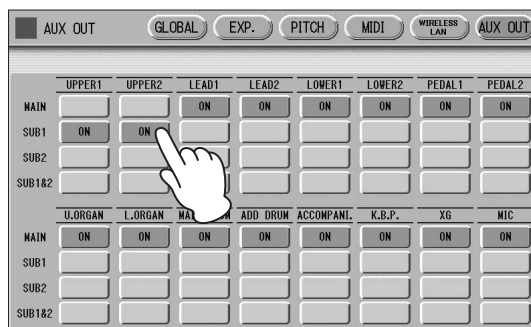 AUX OUT GLOBAL EXP. PITCH MIDI WIRELESS LAN AUX OUT
UPPER1 UPPER2 LEAD1 LEAD2 LOWER1 LOWER2 PEDAL1 PEDAL2
MAIN ON ON ON ON ON ON
SUB1 ON ON
SUB2
SUB1&2
U.ORGAN L.ORGAN ADD DRUM ACCOMPANI. K.B.P. XG MIC
MAIN ON ON ON ON ON ON ON ON
SUB1
SUB2
SUB1&2